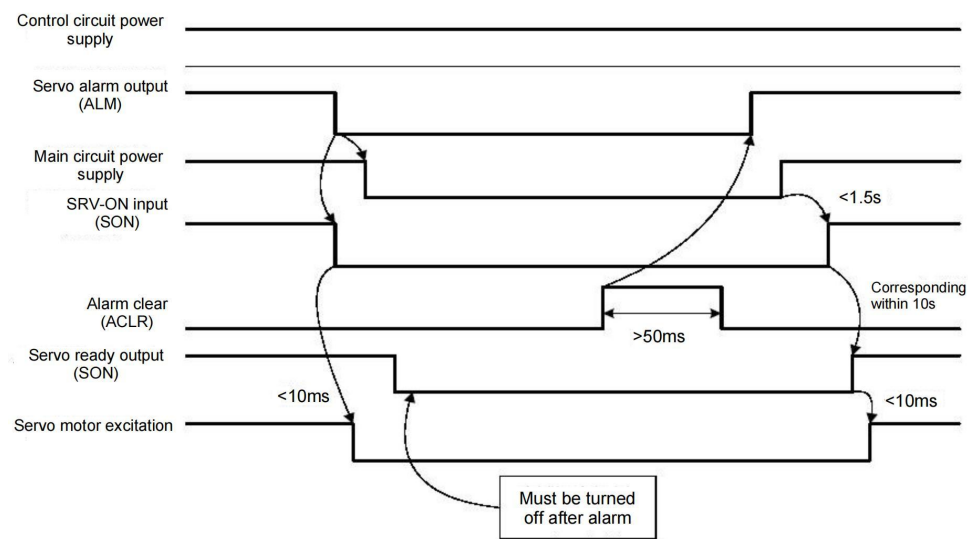 Control circuit power
supply
Servo alarm output
(ALM)
Main circuit power
supply
<1.5s
SRV-ON input
(SON)
Corresponding
within 10s
Alarm clear
(ACLR)
>50ms
Servo ready output
(SON)
<10ms
<10ms
Servo motor excitation
Must be turned
off after alarm